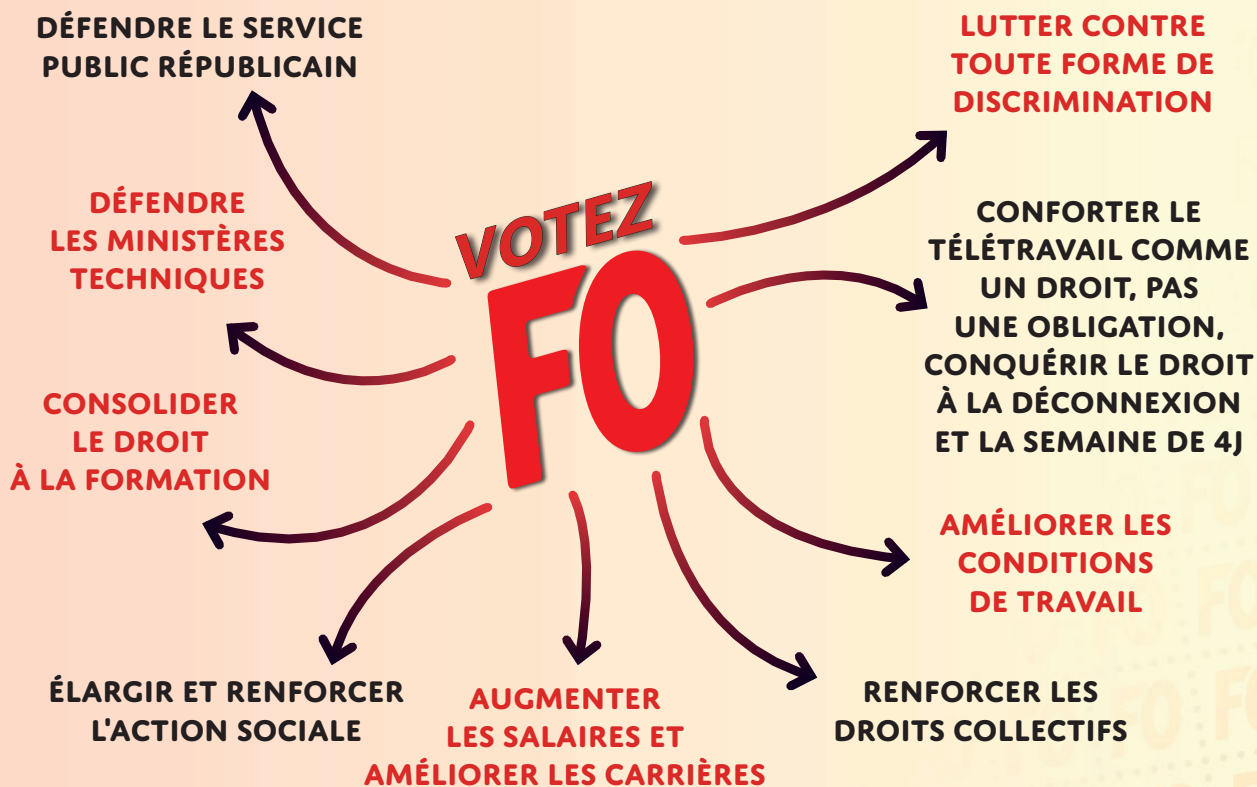 DÉFENDRE LE SERVICE
PUBLIC RÉPUBLICAIN
LUTTER CONTRE
TOUTE FORME DE
DISCRIMINATION
DÉFENDRE
LES MINISTÈRES
TECHNIQUES
VOTEZ
FO
CONFORTER LE
TÉLÉTRAVAIL COMME
UN DROIT, PAS
UNE OBLIGATION,
CONQUÉRIR LE DROIT
À LA DÉCONNEXION
ET LA SEMAINE DE 4J
CONSOLIDER
LE DROIT
À LA FORMATION
AMÉLIORER LES
CONDITIONS
DE TRAVAIL
ÉLARGIR ET RENFORCER
L'ACTION SOCIALE
AUGMENTER
LES SALAIRES ET
AMÉLIORER LES CARRIÈRES
RENFORCER LES
DROITS COLLECTIFS